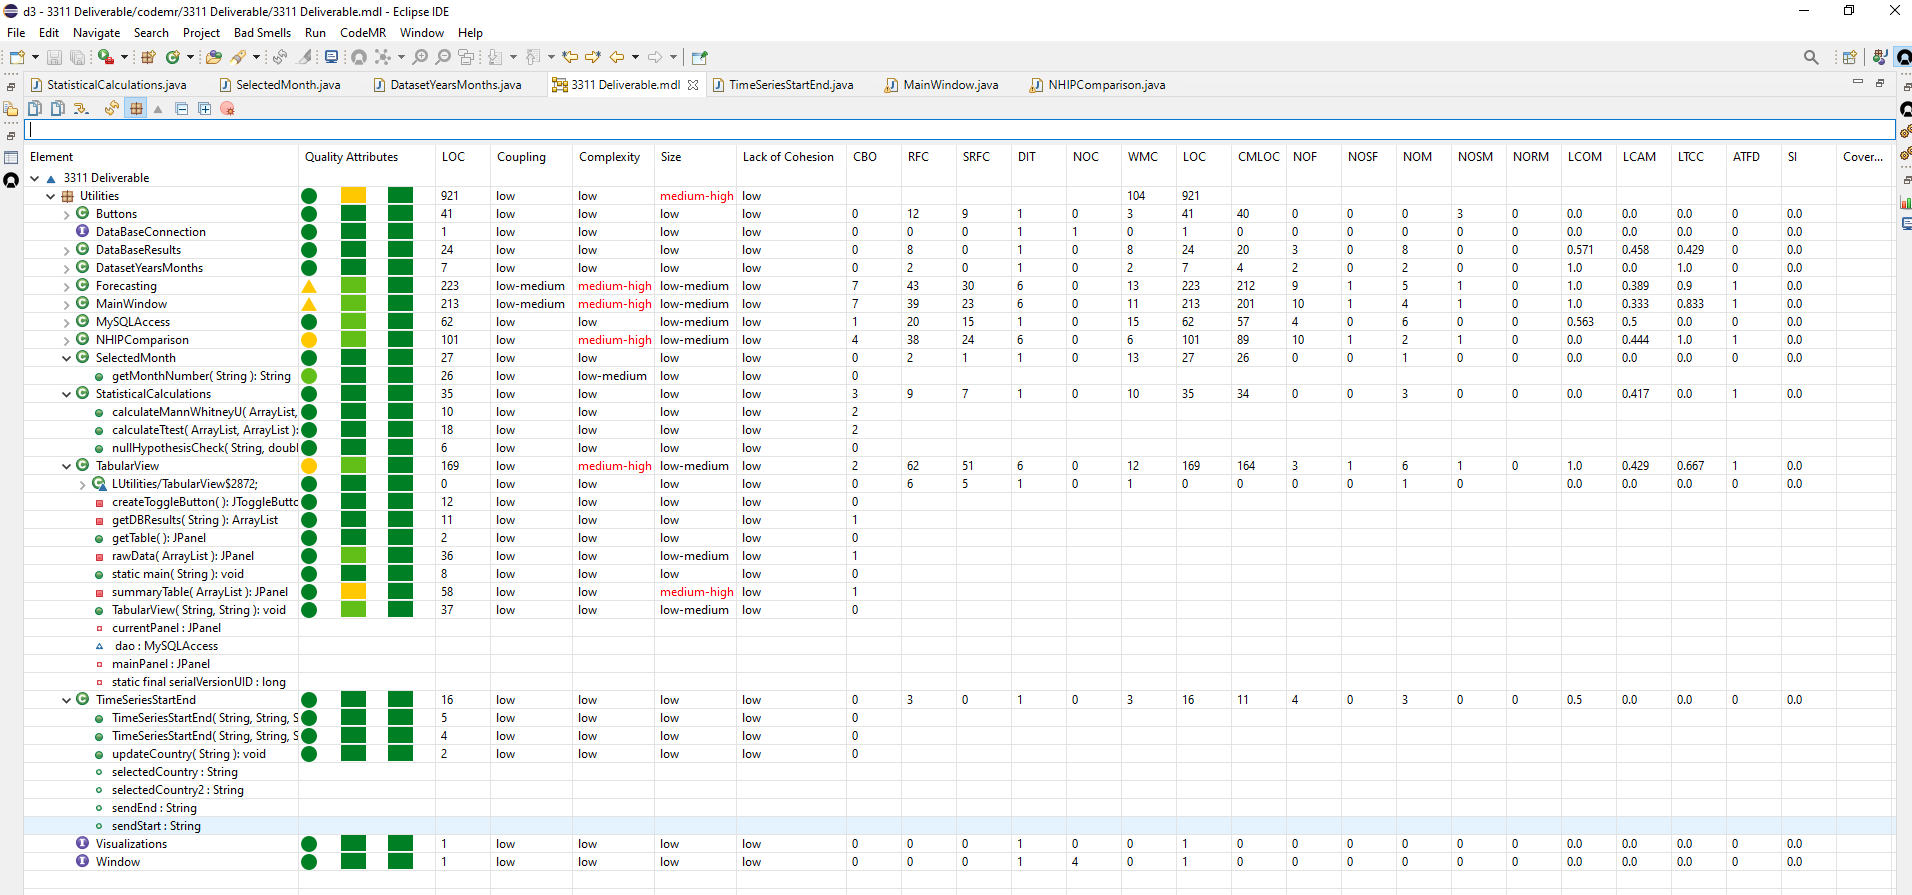 d3 - 3311 Deliverable/codemr/3311 Deliverable/3311 Deliverable.mdl - Eclipse IDE
File Edit Navigate Search Project Bad Smells Run CodeMR Window Help
StatisticalCalculations.java SelectedMonth.java DatasetYearsMonths.java 3311 Deliverable.mdl TimeSeriesStartEnd.java MainWindow.java NHIPComparison.java
Element Quality Attributes LOC Coupling Complexity Size Lack of Cohesion CBO RFC SRFC DIT NOC WMC LOC CMLOC NOF NOSF NOM NOSM NORM LCOM LCAM LTCC ATFD SI Cover...
3311 Deliverable
Utilities 921 low low medium-high low 104 921
Buttons 41 low low low low 0 12 9 1 0 3 41 40 0 0 0 3 0 0.0 0.0 0.0 0 0.0
DataBaseConnection 1 low low low low 0 0 0 1 1 0 1 0 0 0 0 0 0 0.0 0.0 0.0 0 0.0
DataBaseResults 24 low low low low 0 8 0 1 0 8 24 20 3 0 8 0 0 0.571 0.458 0.429 0 0.0
DatasetYearsMonths 7 low low low low 0 2 0 1 0 2 7 4 2 0 2 0 0 1.0 0.0 1.0 0 0.0
Forecasting 223 low-medium medium-high low-medium low 7 43 30 6 0 13 223 212 9 1 5 1 0 1.0 0.389 0.9 1 0.0
MainWindow 213 low-medium medium-high low-medium low 7 39 23 6 0 11 213 201 10 1 4 1 0 1.0 0.333 0.833 1 0.0
MySQLAccess 62 low low low-medium low 1 20 15 1 0 15 62 57 4 0 6 0 0 0.563 0.5 0.0 0 0.0
NHIPComparison 101 low medium-high low-medium low 4 38 24 6 0 6 101 89 10 1 2 1 0 0.0 0.444 1.0 1 0.0
SelectedMonth 27 low low low low 0 2 1 1 0 13 27 26 0 0 1 0 0 0.0 0.0 0.0 0 0.0
getMonthNumber( String ): String 26 low low-medium low low 0
StatisticalCalculations 35 low low low low 3 9 7 1 0 10 35 34 0 0 3 0 0 0.0 0.417 0.0 1 0.0
calculateMannWhitneyU( ArrayList, 10 low low low low 2
calculateTtest( ArrayList, ArrayList ): 18 low low low low 2
nullHypothesisCheck( String, doubl 6 low low low low 0
TabularView 169 low medium-high low-medium low 2 62 51 6 0 12 169 164 3 1 6 1 0 1.0 0.429 0.667 1 0.0
LUtilities/TabularView$2872; 0 low low low low 0 6 5 1 0 1 0 0 0 0 1 0 0.0 0.0 0.0 0 0.0
createToggleButton( ): JToggleButtc 12 low low low low 0
getDBResults( String ): ArrayList 11 low low low low 1
getTable( ): JPanel 2 low low low low 0
rawData( ArrayList ): JPanel 36 low low low-medium low 1
static main( String ): void 8 low low low low 0
summaryTable( ArrayList ): JPanel 58 low low medium-high low 1
TabularView( String, String ): void 37 low low low-medium low 0
currentPanel : JPanel
dao : MySQLAccess
mainPanel : JPanel
static final serialVersionUID : long
TimeSeriesStartEnd 16 low low low low 0 3 0 1 0 3 16 11 4 0 3 0 0 0.5 0.0 0.0 0 0.0
TimeSeriesStartEnd( String, String, S 5 low low low low 0
TimeSeriesStartEnd( String, String, S 4 low low low low 0
updateCountry( String ): void 2 low low low low 0
selectedCountry : String
selectedCountry2 : String
sendEnd : String
sendStart : String
Visualizations 1 low low low low 0 0 0 1 0 0 1 0 0 0 0 0 0 0.0 0.0 0.0 0 0.0
Window 1 low low low low 0 0 0 1 4 0 1 0 0 0 0 0 0 0.0 0.0 0.0 0 0.0